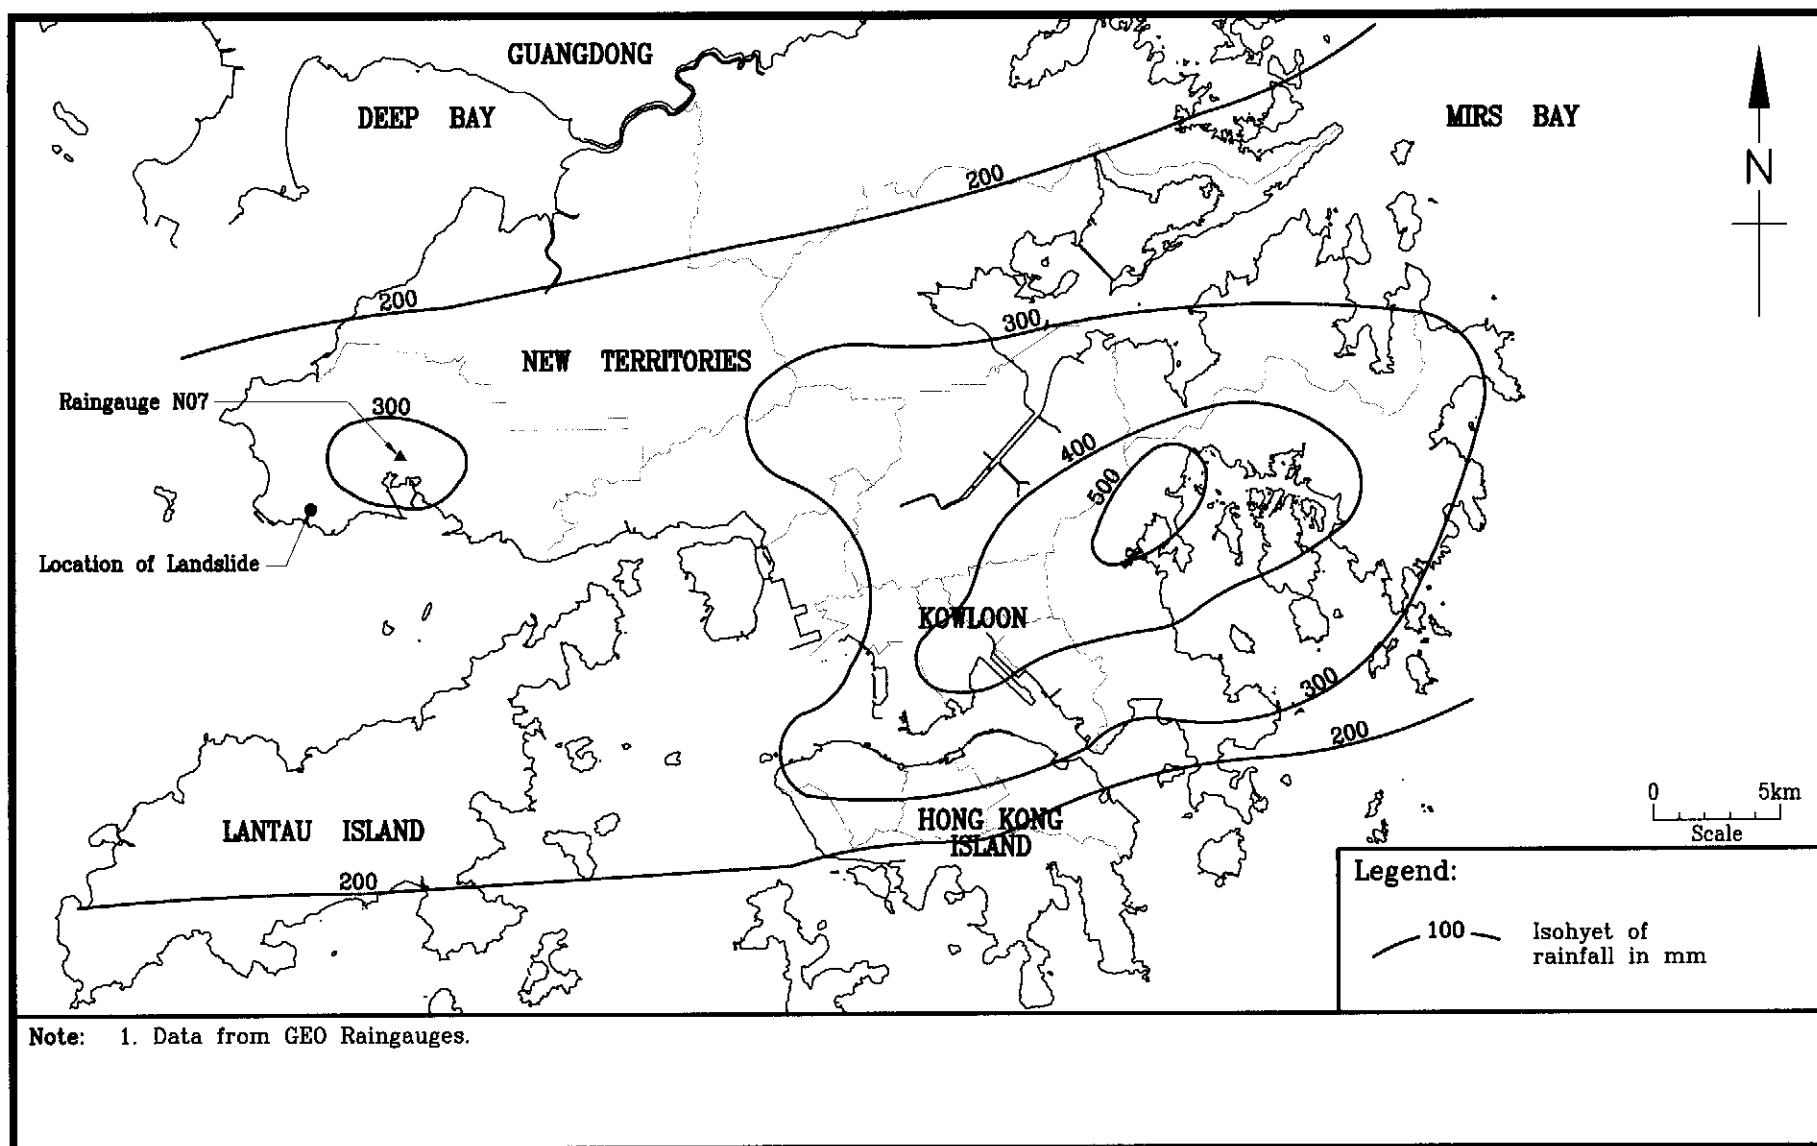 GUANGDONG
DEEP BAY
MIRS BAY
N
200
200
300
NEW TERRITORIES
Raingauge N07
300
400
500
Location of Landslide
KOWLOON
300
200
0 5km
Scale
HONG KONG
ISLAND
LANTAU ISLAND
200
Legend:
100
Isohyet of
rainfall in mm
Note: 1. Data from GEO Raingauges.